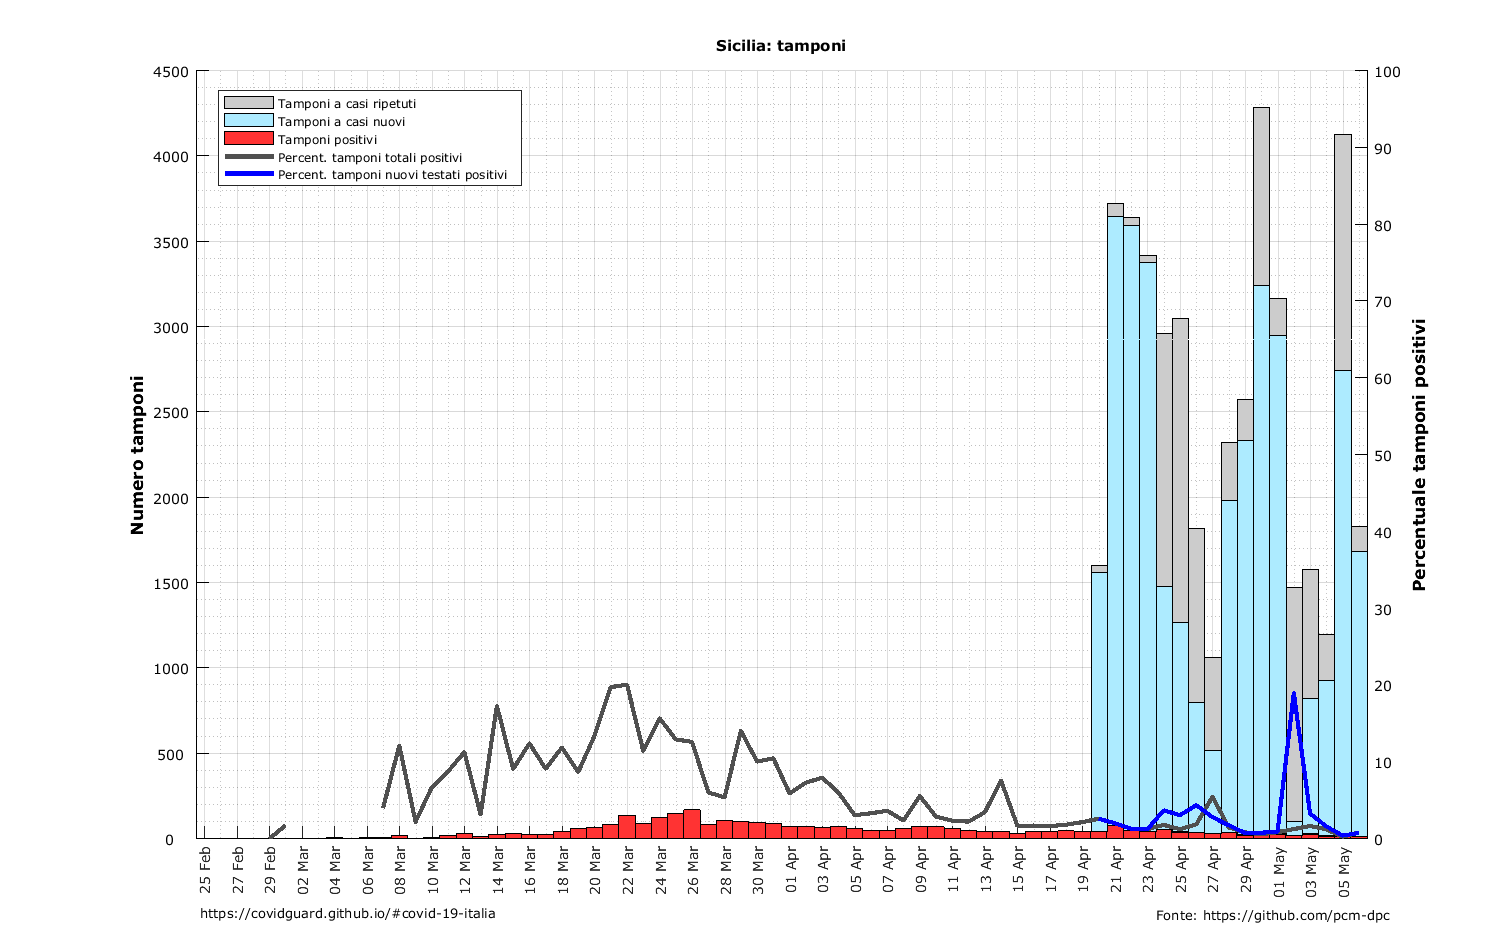 Sicilia: tamponi
4500
4000
3500
3000
2500
2000
1500
1000
500
0
Numero tamponi
Tamponi a casi ripetuti
Tamponi a casi nuovi
Tamponi positivi
Percent. tamponi totali positivi
Percent. tamponi nuovi testati positivi
100
90
80
70
60
50
40
30
20
10
0
Percentuale tamponi positivi
25 Feb
27 Feb
29 Feb
02 Mar
04 Mar
06 Mar
08 Mar
10 Mar
12 Mar
14 Mar
16 Mar
18 Mar
20 Mar
22 Mar
24 Mar
26 Mar
28 Mar
30 Mar
01 Apr
03 Apr
05 Apr
07 Apr
09 Apr
11 Apr
13 Apr
15 Apr
17 Apr
19 Apr
21 Apr
23 Apr
25 Apr
27 Apr
29 Apr
01 May
03 May
05 May
https://covidguard.github.io/#covid-19-italia
Fonte: https://github.com/pcm-dpc